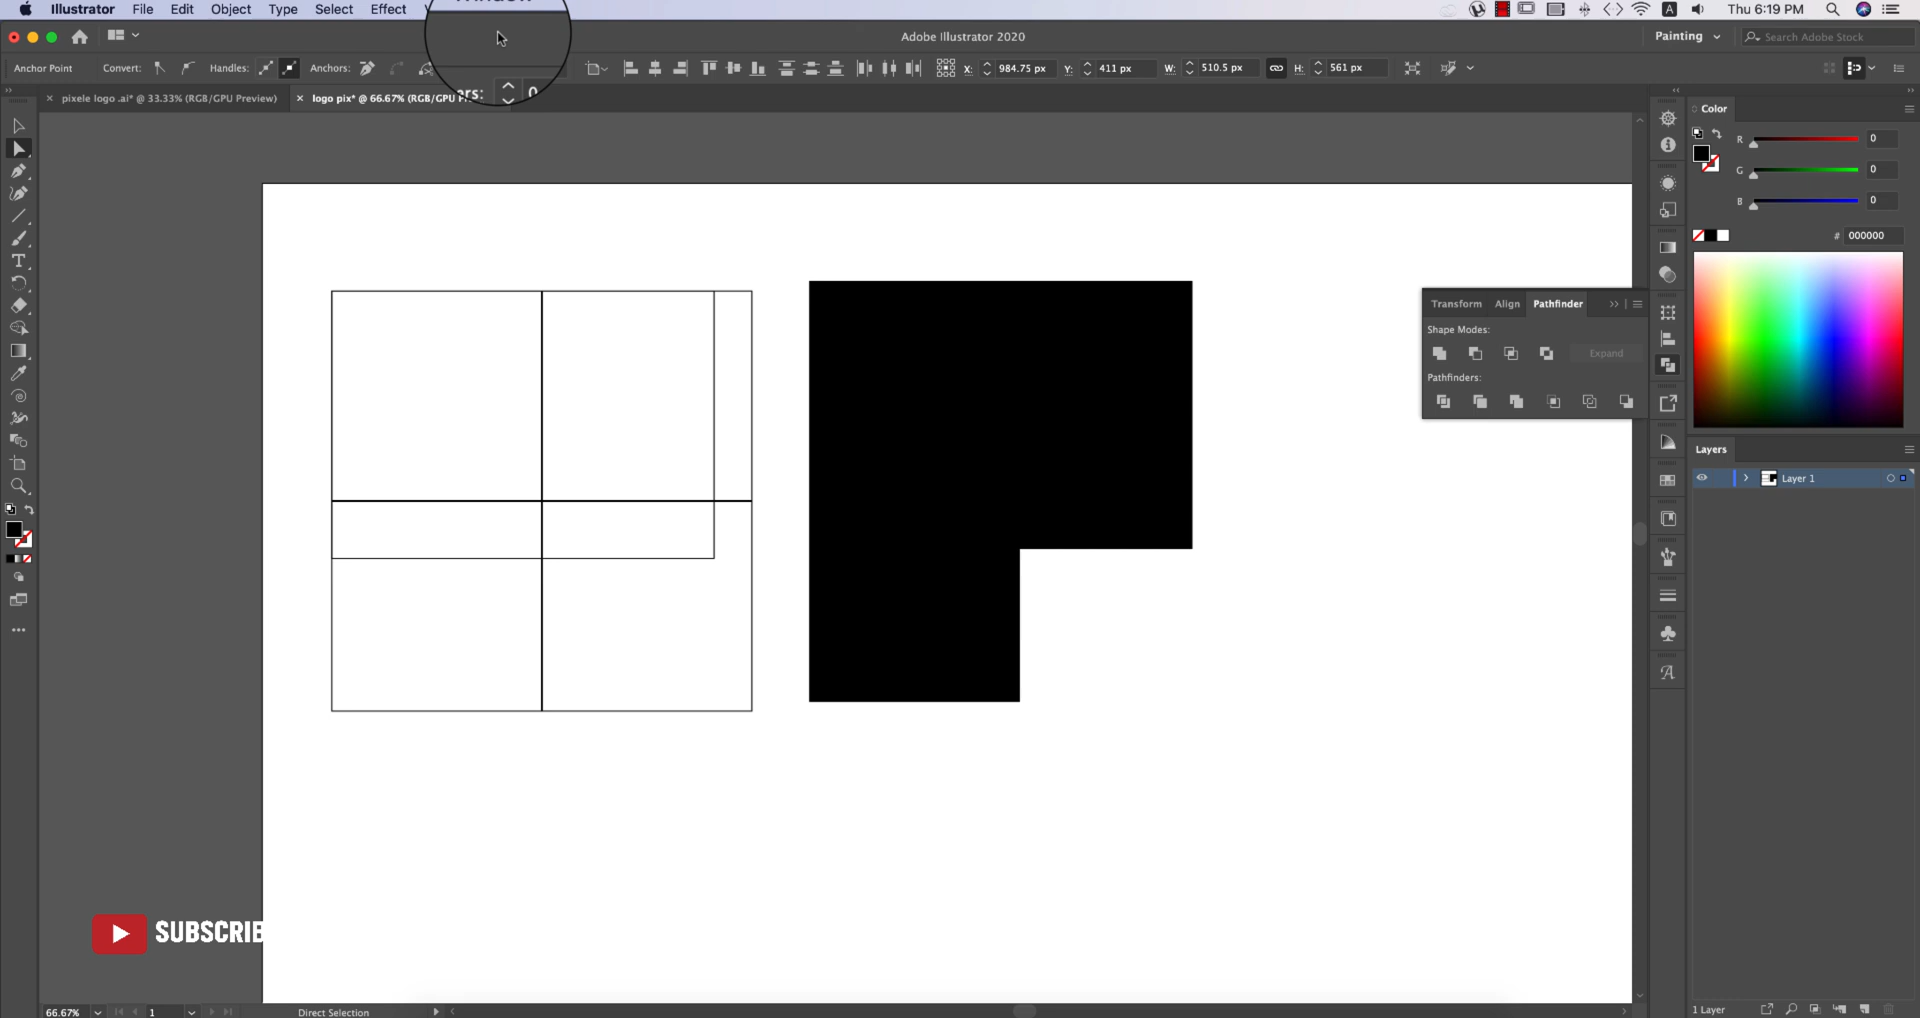 Illustrator File Edit Object Type Select Effect
Thu 6:19 PM
Adobe Illustrator 2020
Painting
Search Adobe Stock
Anchor Point Convert: Handles: Anchors:
X: 984.75 px Y: 411 px W: 510.5 px H: 561 px
ers: 0
pixele logo .ai* @ 33.33% (RGB/GPU Preview)
logo pix* @ 66.67% (RGB/GPU
Color
R 0
G 0
B 0
# 000000
Transform Align Pathfinder
Shape Modes:
Expand
Pathfinders:
Layers
Layer 1
SUBSCRIB
66.67% 1 Direct Selection
1 Layer